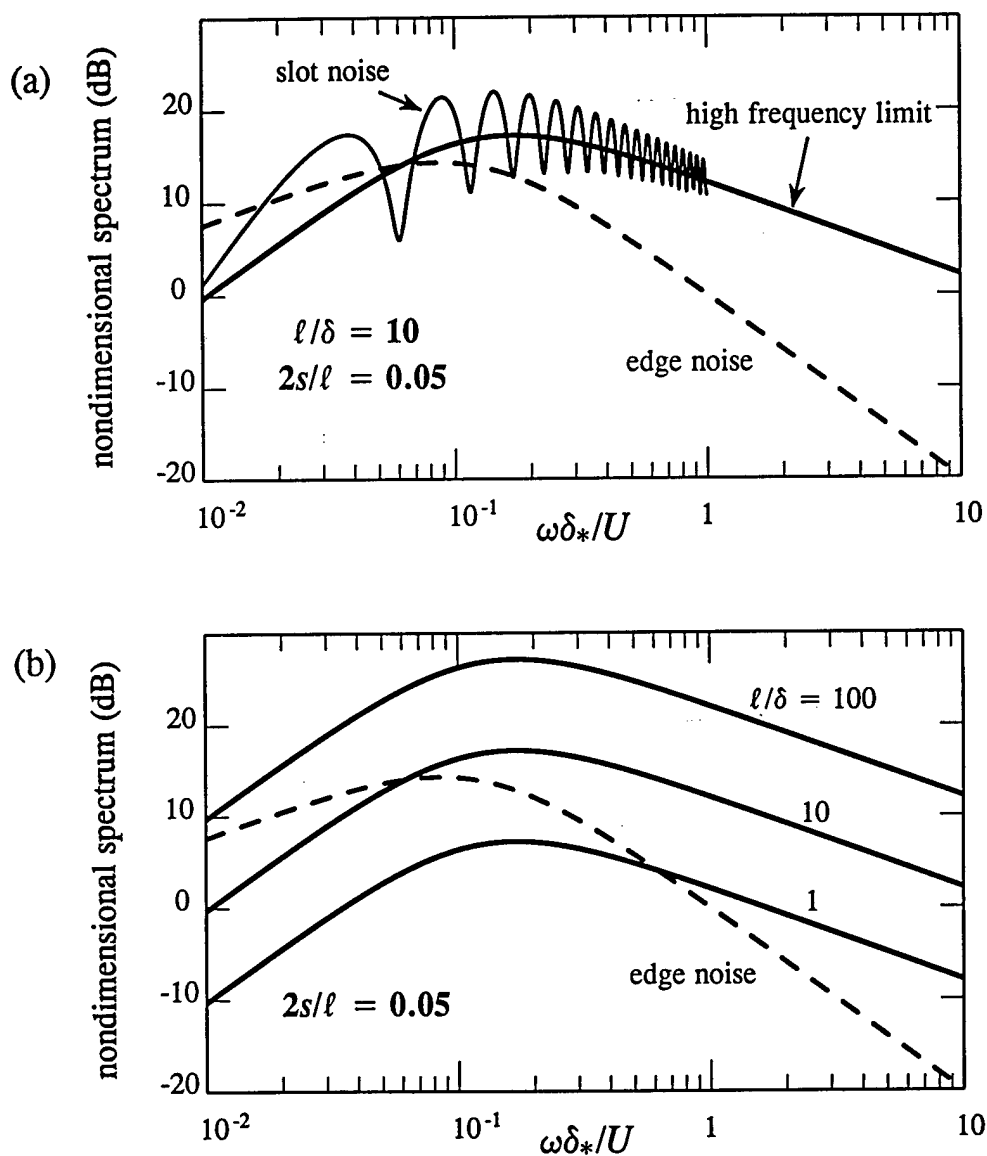 (a)
nondimensional spectrum (dB)
20
10
0
-10
-20
slot noise
high frequency limit
ℓ/δ = 10
2s/ℓ = 0.05
edge noise
10⁻²
10⁻¹
1
10
ωδ*/U
(b)
nondimensional spectrum (dB)
20
10
0
-10
-20
ℓ/δ = 100
10
1
edge noise
2s/ℓ = 0.05
10⁻²
10⁻¹
1
10
ωδ*/U